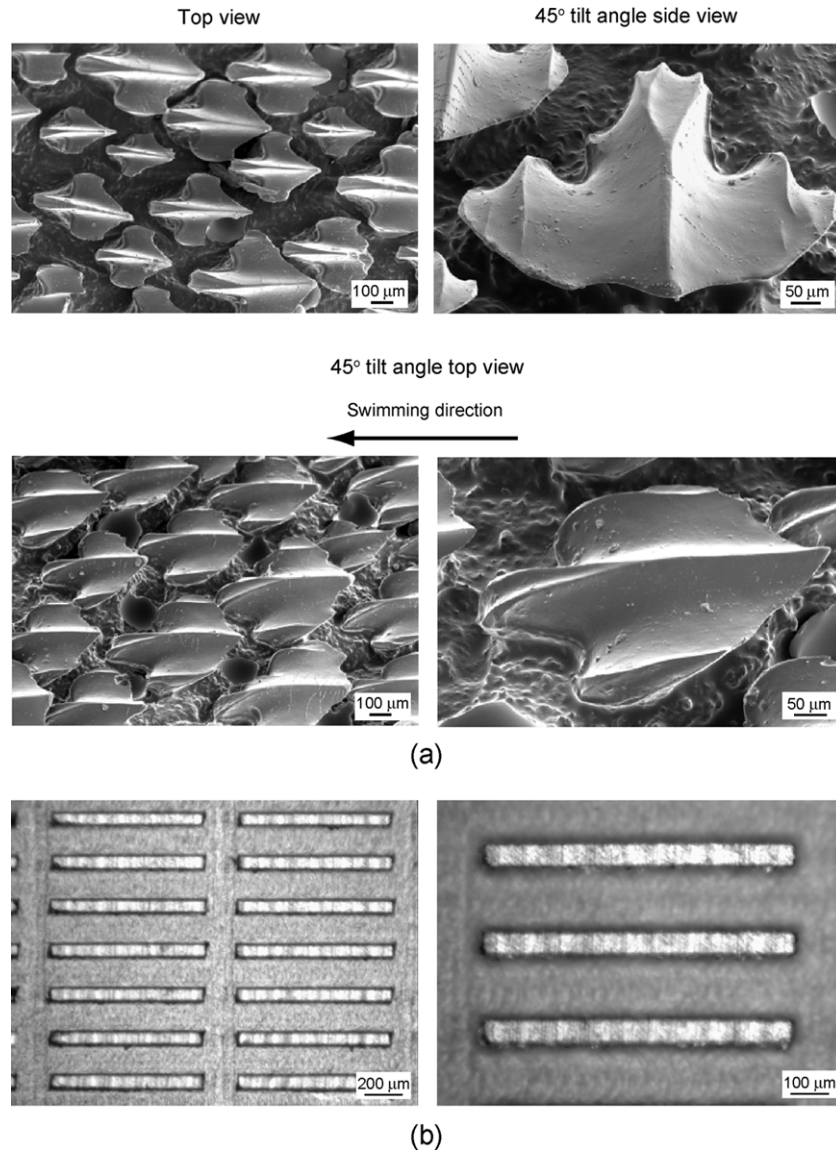 Top view
45° tilt angle side view
100 μm
50 μm
45° tilt angle top view
Swimming direction
100 μm
50 μm
(a)
200 μm
100 μm
(b)